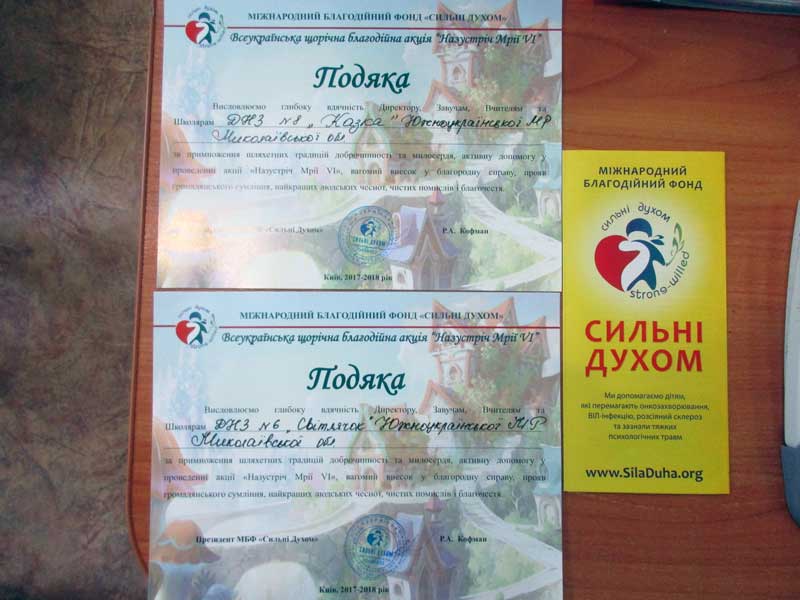 МІЖНАРОДНИЙ БЛАГОДІЙНИЙ ФОНД «СИЛЬНІ ДУХОМ»
Всеукраїнська щорічна благодійна акція "Назустріч Мрії VI"
Подяка
Висловлюємо глибоку вдячність Директору, Завучам, Вчителям та
Школярам ДНЗ №8 „Казка" Южноукраїнської МР
Миколаївської обл
за примноження шляхетних традицій доброчинності та милосердя, активну допомогу у
проведенні акції «Назустріч Мрії VI», вагомий внесок у благородну справу, прояв
громадянського сумління, найкращих людських чеснот, чистих помислів і благочестя.
«Сильні Духом» Р.А. Кофман
Київ, 2017-2018 рік
МІЖНАРОДНИЙ БЛАГОДІЙНИЙ ФОНД «СИЛЬНІ ДУХОМ»
Всеукраїнська щорічна благодійна акція "Назустріч Мрії VI"
Подяка
Висловлюємо глибоку вдячність Директору, Завучам, Вчителям та
Школярам ДНЗ №6 „Світлячок" Южноукраїнської МР
Миколаївської обл
за примноження шляхетних традицій доброчинності та милосердя, активну допомогу у
проведенні акції «Назустріч Мрії VI», вагомий внесок у благородну справу, прояв
громадянського сумління, найкращих людських чеснот, чистих помислів і благочестя.
Президент МБФ «Сильні Духом» Р.А. Кофман
Київ, 2017-2018 рік
МІЖНАРОДНИЙ
БЛАГОДІЙНИЙ ФОНД
сильні духом
strong-willed
СИЛЬНІ
ДУХОМ
Ми допомагаємо дітям,
які перемагають онкозахворювання,
ВІЛ-інфекцію, розсіяний склероз
та зазнали тяжких
психологічних травм
www.SilaDuha.org